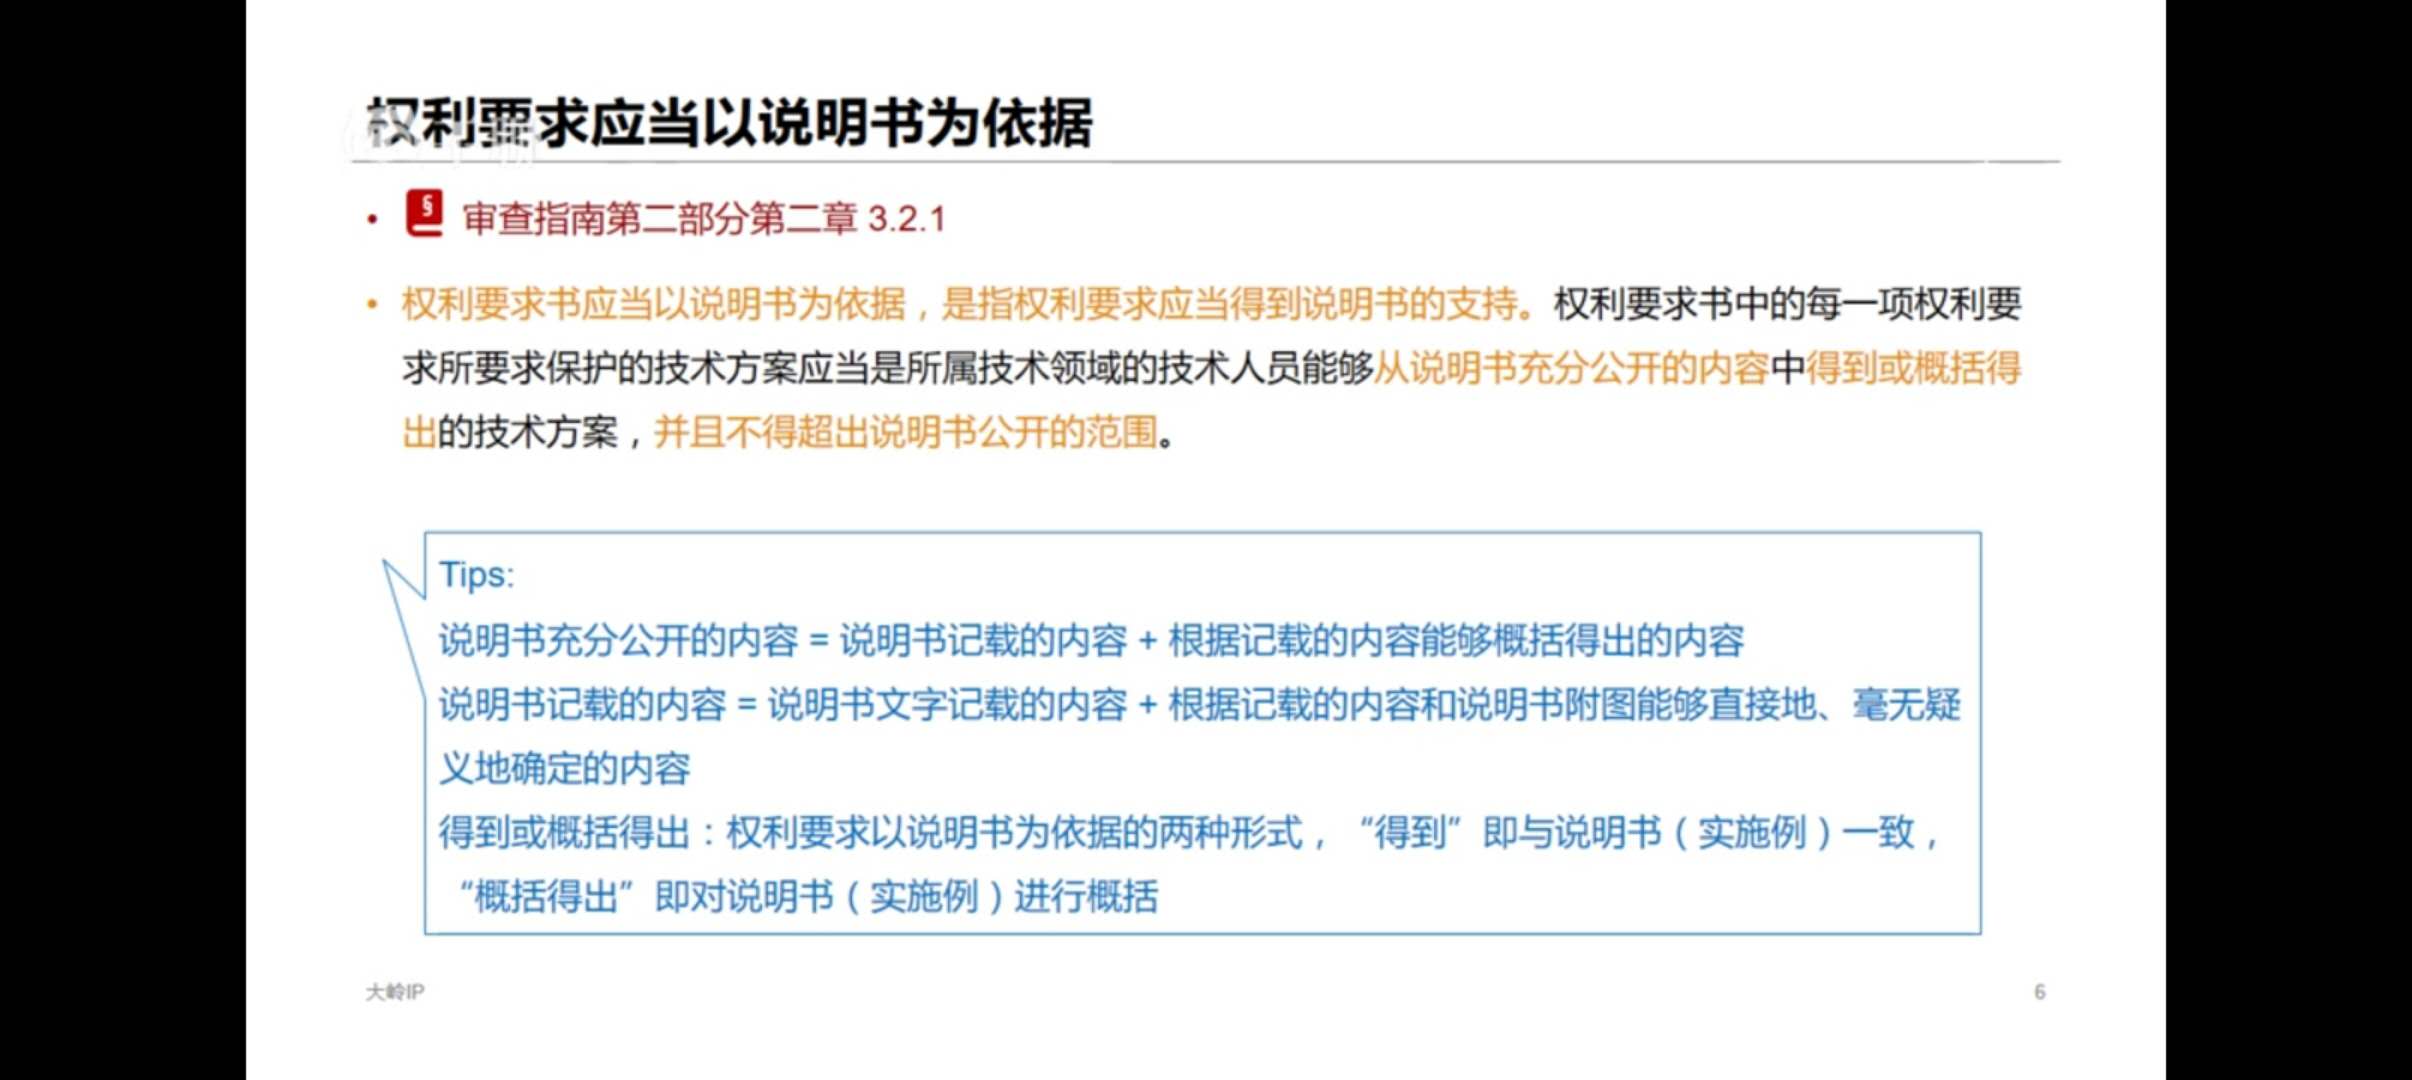 权利要求应当以说明书为依据
• § 审查指南第二部分第二章 3.2.1
• 权利要求书应当以说明书为依据，是指权利要求应当得到说明书的支持。权利要求书中的每一项权利要
求所要求保护的技术方案应当是所属技术领域的技术人员能够从说明书充分公开的内容中得到或概括得
出的技术方案，并且不得超出说明书公开的范围。
Tips:
说明书充分公开的内容 = 说明书记载的内容 + 根据记载的内容能够概括得出的内容
说明书记载的内容 = 说明书文字记载的内容 + 根据记载的内容和说明书附图能够直接地、毫无疑
义地确定的内容
得到或概括得出：权利要求以说明书为依据的两种形式，“得到”即与说明书（实施例）一致，
“概括得出”即对说明书（实施例）进行概括
大岭IP
6